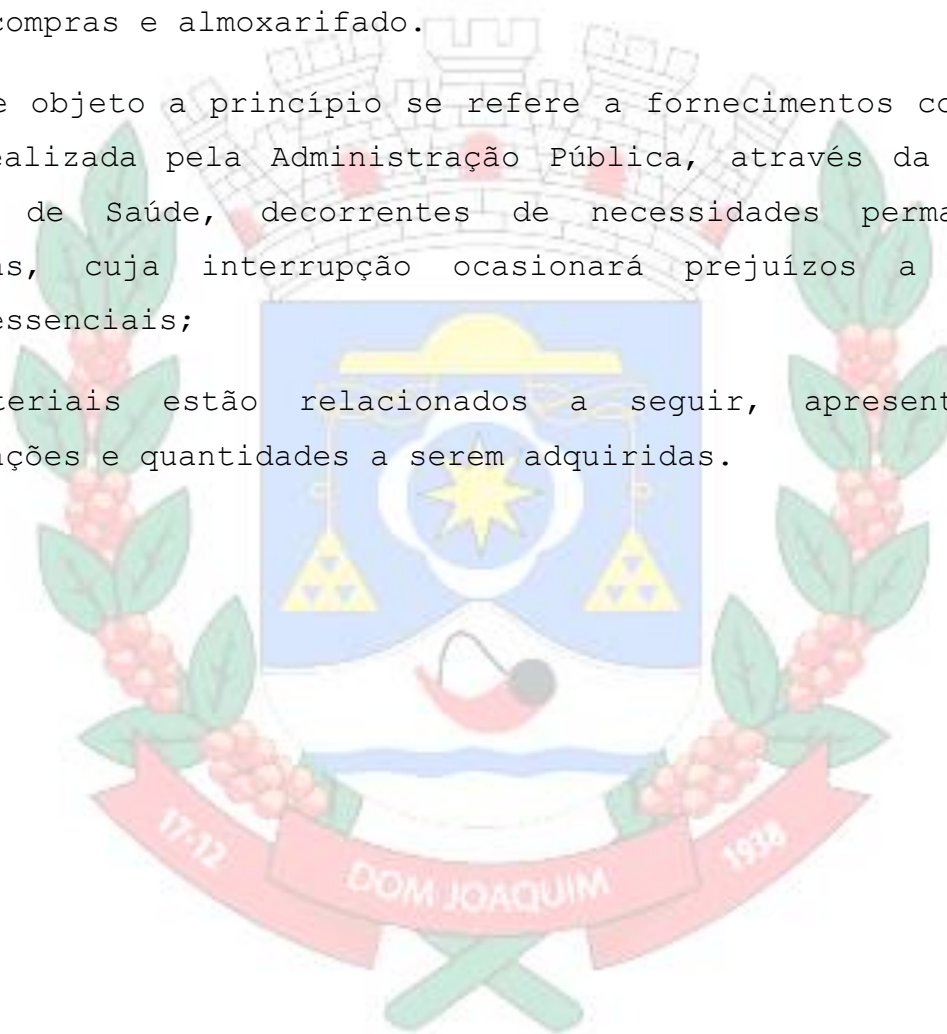 compras e almoxarifado.
e objeto a princípio se refere a fornecimentos co
ealizada pela Administração Pública, através da
de Saúde, decorrentes de necessidades perma
as, cuja interrupção ocasionará prejuízos a
essenciais;
teriais estão relacionados a seguir, apresent
ações e quantidades a serem adquiridas.
17-12
DOM JOAQUIM
1938